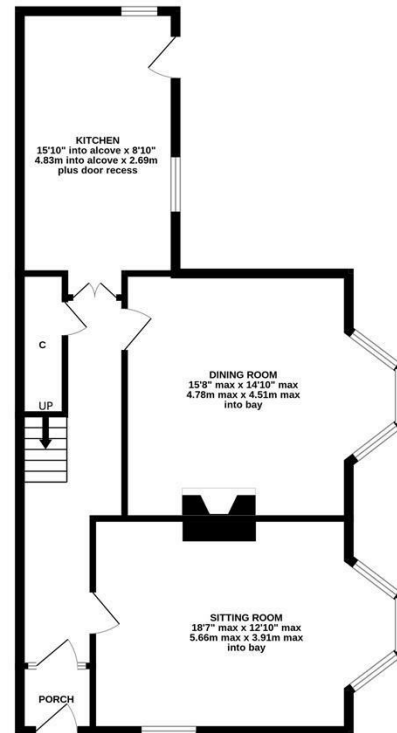 KITCHEN
15'10" into alcove x 8'10"
4.83m into alcove x 2.69m
plus door recess
C
UP
DINING ROOM
15'8" max x 14'10" max
4.78m max x 4.51m max
into bay
SITTING ROOM
18'7" max x 12'10" max
5.66m max x 3.91m max
into bay
PORCH